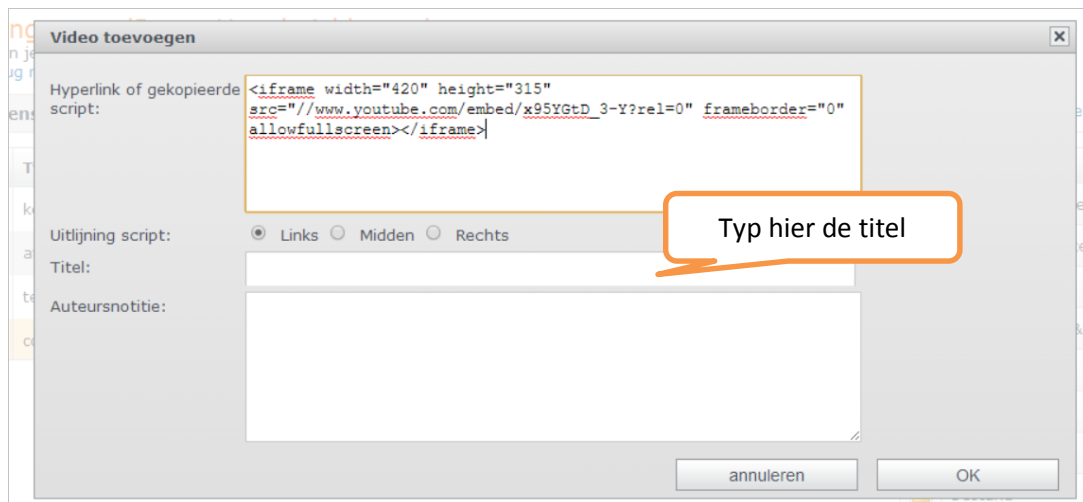 Video toevoegen
Hyperlink of gekopieerde script:
<iframe width="420" height="315"
src="//www.youtube.com/embed/x95YGtD_3-Y?rel=0" frameborder="0"
allowfullscreen></iframe>
Uitlijning script: Links Midden Rechts
Typ hier de titel
Titel:
Auteursnotitie:
annuleren OK